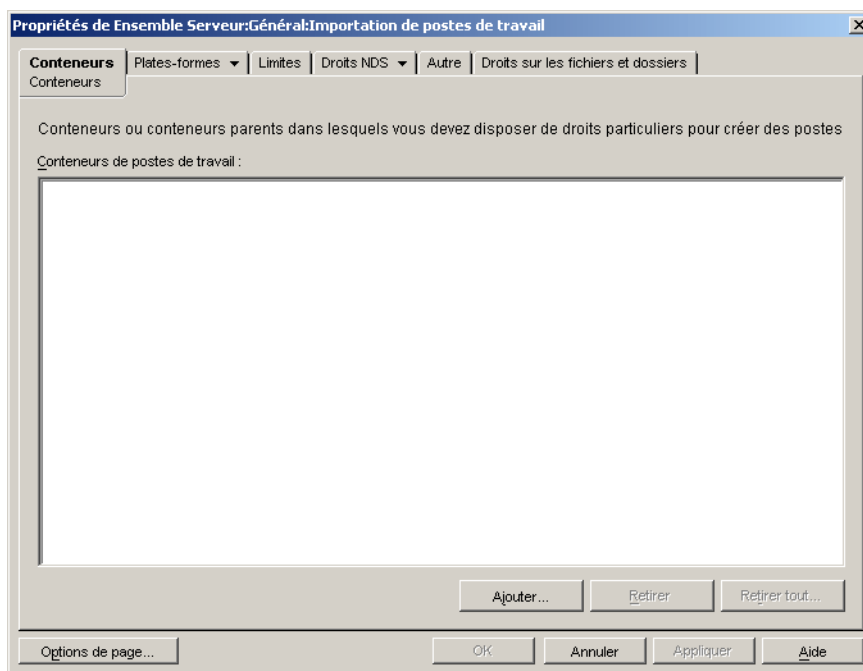 Propriétés de Ensemble Serveur:Général:Importation de postes de travail
Conteneurs Plates-formes Limites Droits NDS Autre Droits sur les fichiers et dossiers
Conteneurs
Conteneurs ou conteneurs parents dans lesquels vous devez disposer de droits particuliers pour créer des postes
Conteneurs de postes de travail :
Ajouter... Retirer Retirer tout...
Options de page... OK Annuler Appliquer Aide